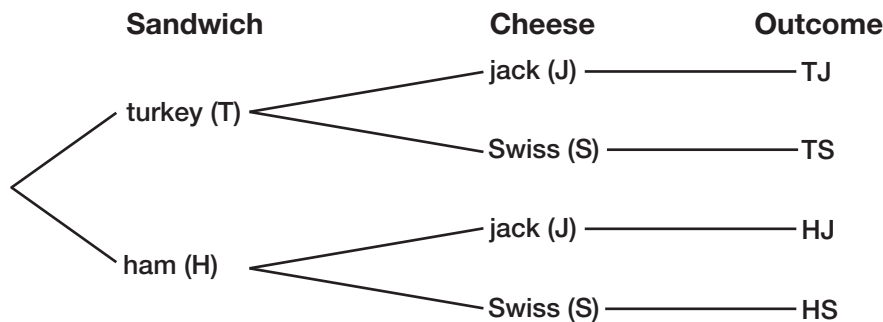 Sandwich Cheese Outcome
jack (J) TJ
turkey (T)
Swiss (S) TS
jack (J) HJ
ham (H)
Swiss (S) HS